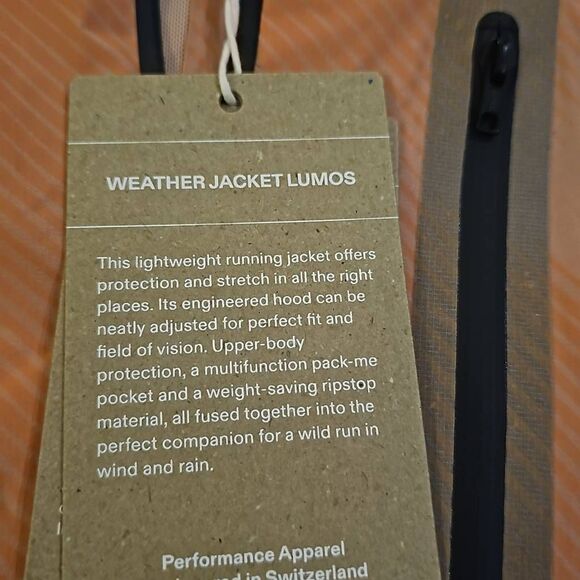 WEATHER JACKET LUMOS
This lightweight running jacket offers
protection and stretch in all the right
places. Its engineered hood can be
neatly adjusted for perfect fit and
field of vision. Upper-body
protection, a multifunction pack-me
pocket and a weight-saving ripstop
material, all fused together into the
perfect companion for a wild run in
wind and rain.
Performance Apparel
in Switzerland